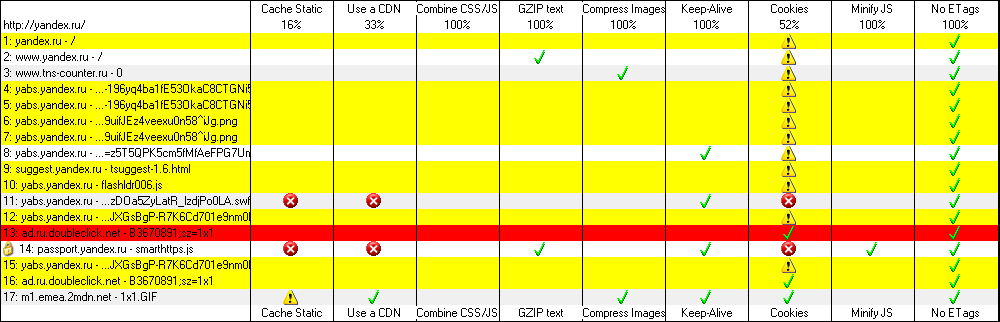 Cache Static Use a CDN Combine CSS/JS GZIP text Compress Images Keep-Alive Cookies Minify JS No ETags
http://yandex.ru/ 16% 33% 100% 100% 100% 100% 52% 100% 100%
1: yandex.ru - /
2: www.yandex.ru - /
3: www.tns-counter.ru - 0
4: yabs.yandex.ru - ...-196yq4ba1fE53OkaC8CTGNi5
5: yabs.yandex.ru - ...-196yq4ba1fE53OkaC8CTGNi5
6: yabs.yandex.ru - ...9uifJEz4veexu0n58^iJg.png
7: yabs.yandex.ru - ...9uifJEz4veexu0n58^iJg.png
8: yabs.yandex.ru - ...=z5T5QPK5cm5fMfAeFPG7Un
9: suggest.yandex.ru - tsuggest-1.6.html
10: yabs.yandex.ru - flashldr006.js
11: yabs.yandex.ru - ...zDOa5ZyLatR_IzdjPo0LA.swf
12: yabs.yandex.ru - ...JXGsBgP-R7K6Cd701e9nm0
13: ad.ru.doubleclick.net - B3670891;sz=1x1
14: passport.yandex.ru - smarthttps.js
15: yabs.yandex.ru - ...JXGsBgP-R7K6Cd701e9nm0
16: ad.ru.doubleclick.net - B3670891;sz=1x1
17: m1.emea.2mdn.net - 1x1.GIF
Cache Static Use a CDN Combine CSS/JS GZIP text Compress Images Keep-Alive Cookies Minify JS No ETags